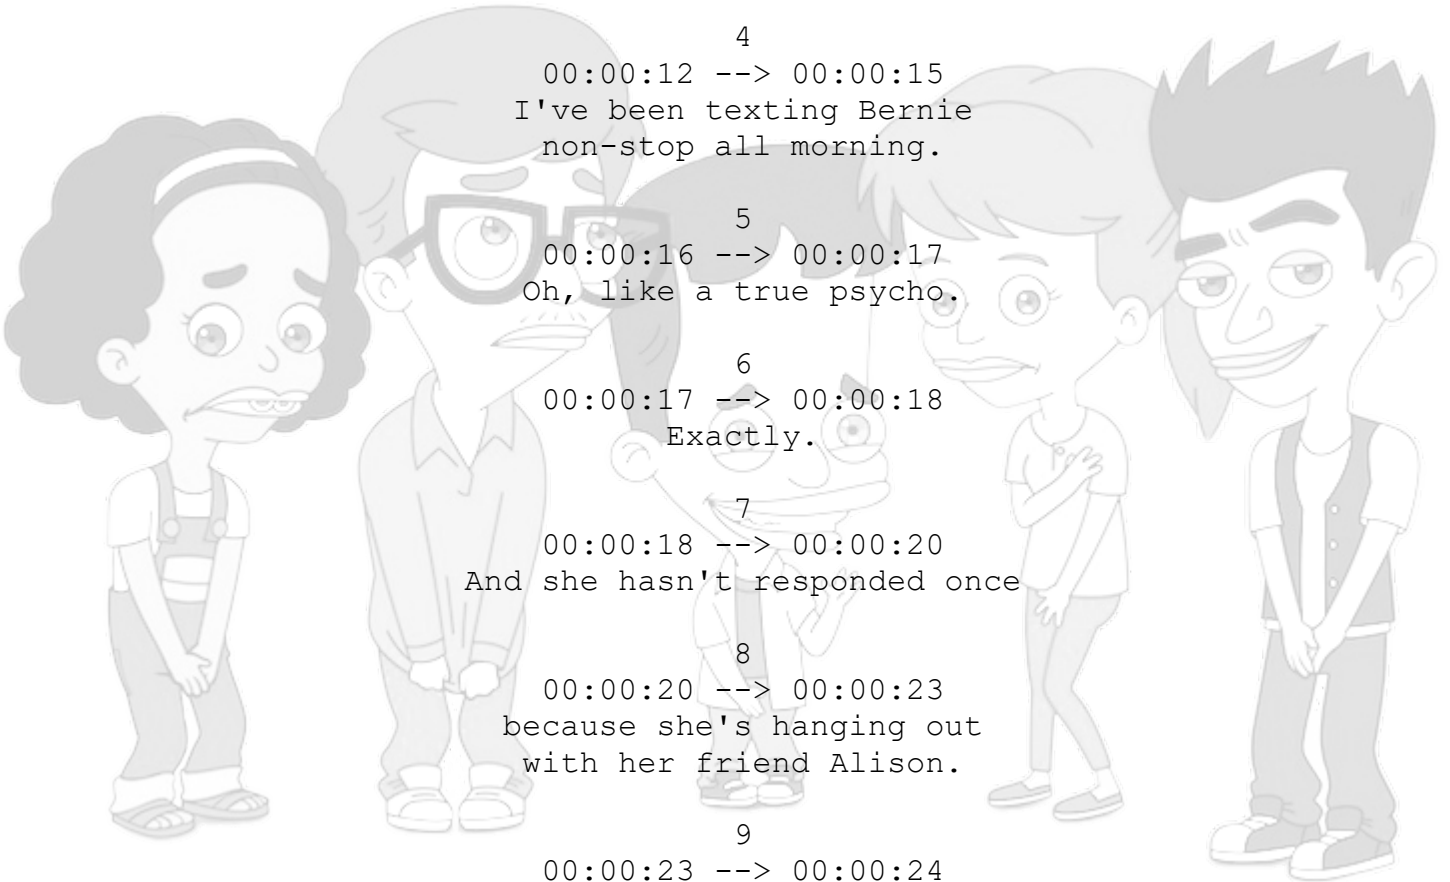 4
00:00:12 --> 00:00:15
I've been texting Bernie
non-stop all morning.
5
00:00:16 --> 00:00:17
Oh, like a true psycho.
6
00:00:17 --> 00:00:18
Exactly.
7
00:00:18 --> 00:00:20
And she hasn't responded once
8
00:00:20 --> 00:00:23
because she's hanging out
with her friend Alison.
9
00:00:23 --> 00:00:24